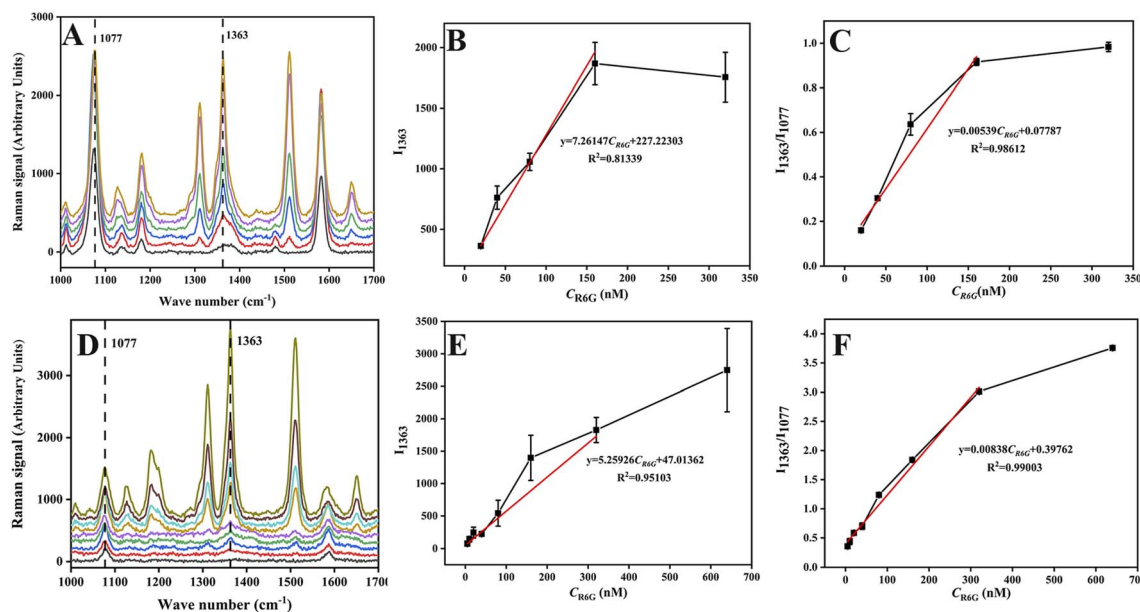 A
1077
1363
3000
2000
1000
0
Raman signal (Arbitrary Units)
1000 1100 1200 1300 1400 1500 1600 1700
Wave number (cm⁻¹)
B
2000
1500
1000
500
I₁₃₆₃
y=7.26147C_R6G+227.22303
R²=0.81339
0 50 100 150 200 250 300 350
C_R6G (nM)
C
1.0
0.8
0.6
0.4
0.2
0.0
I₁₃₆₃/I₁₀₇₇
y=0.00539C_R6G+0.07787
R²=0.98612
0 50 100 150 200 250 300 350
C_R6G(nM)
D
1077
1363
3000
2000
1000
0
Raman signal (Arbitrary Units)
1000 1100 1200 1300 1400 1500 1600 1700
Wave number (cm⁻¹)
E
3500
3000
2500
2000
1500
1000
500
0
I₁₃₆₃
y=5.25926C_R6G+47.01362
R²=0.95103
0 100 200 300 400 500 600 700
C_R6G (nM)
F
4.0
3.5
3.0
2.5
2.0
1.5
1.0
0.5
0.0
I₁₃₆₃/I₁₀₇₇
y=0.00838C_R6G+0.39762
R²=0.99003
0 100 200 300 400 500 600 700
C_R6G (nM)